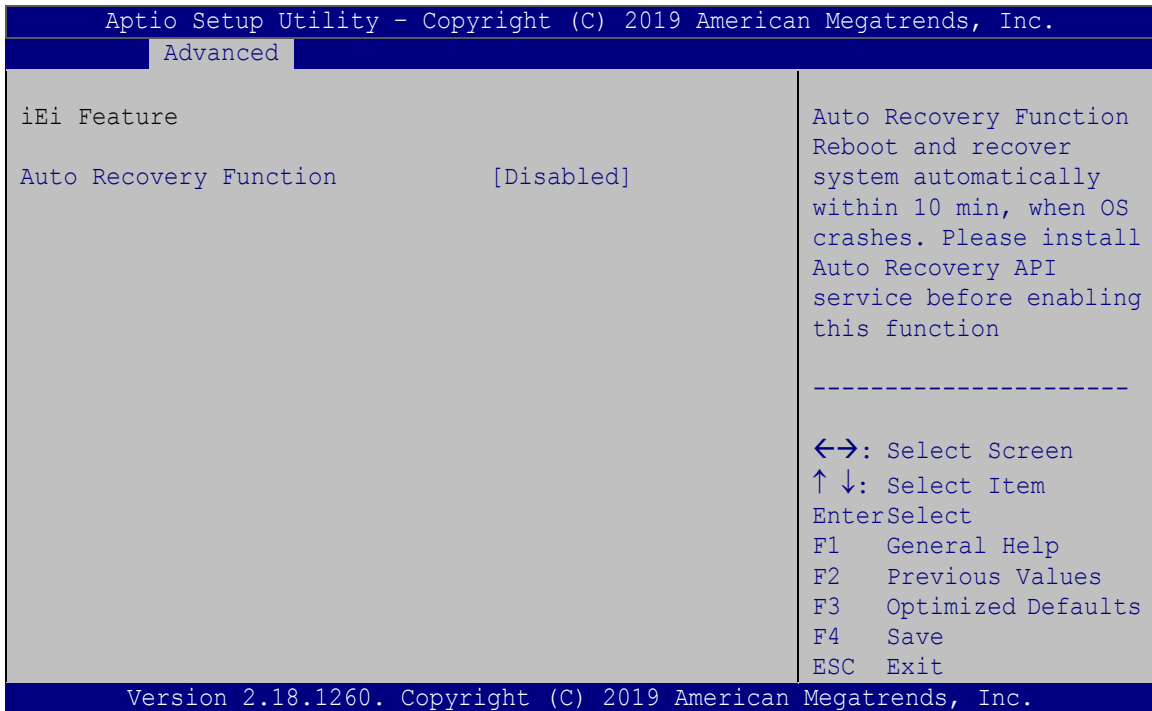 Aptio Setup Utility – Copyright (C) 2019 American Megatrends, Inc.
Advanced
iEi Feature
Auto Recovery Function [Disabled]
Auto Recovery Function
Reboot and recover
system automatically
within 10 min, when OS
crashes. Please install
Auto Recovery API
service before enabling
this function
----------------------
←→: Select Screen
↑ ↓: Select Item
EnterSelect
F1 General Help
F2 Previous Values
F3 Optimized Defaults
F4 Save
ESC Exit
Version 2.18.1260. Copyright (C) 2019 American Megatrends, Inc.